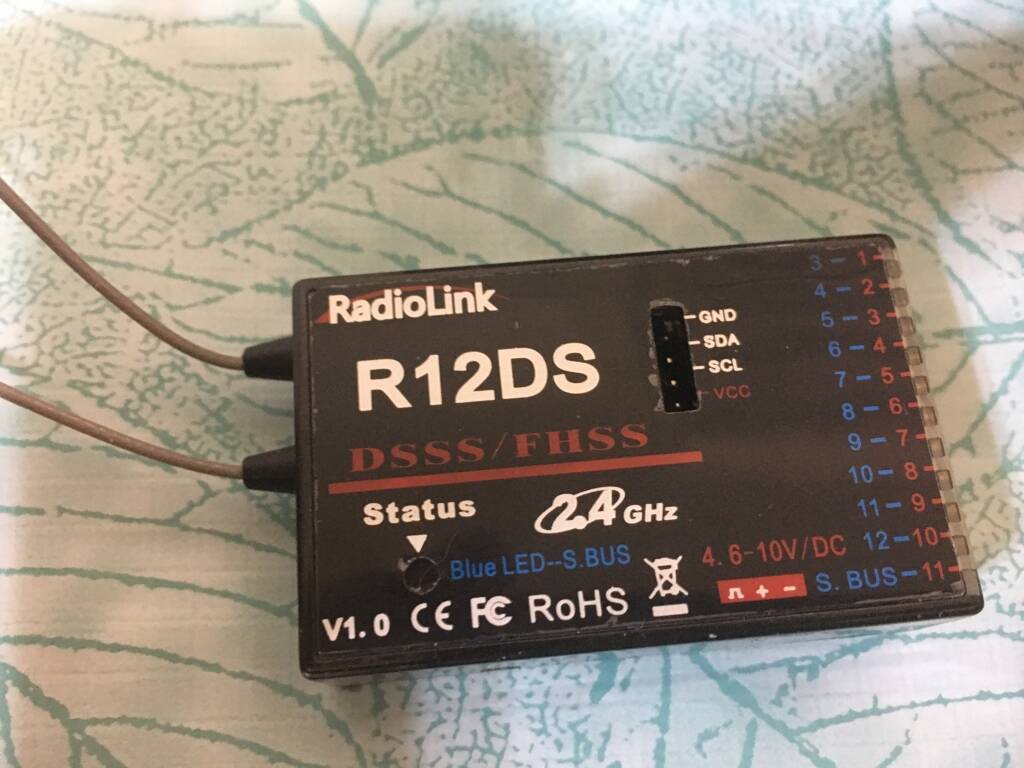 RadioLink
R12DS
DSSS/FHSS
Status
2.4GHz
Blue LED--S.BUS
V1.0 CE FC RoHS
GND
SDA
SCL
VCC
4.6-10V/DC
+ -
3 - 1
4 - 2
5 - 3
6 - 4
7 - 5
8 - 6
9 - 7
10 - 8
11 - 9
12 - 10
S.BUS - 11